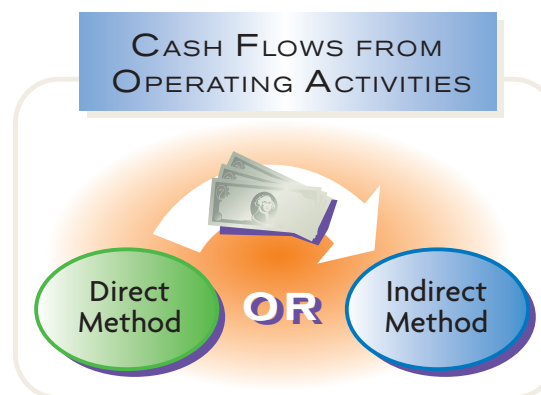 CASH FLOWS FROM
OPERATING ACTIVITIES
Direct
Method
OR
Indirect
Method